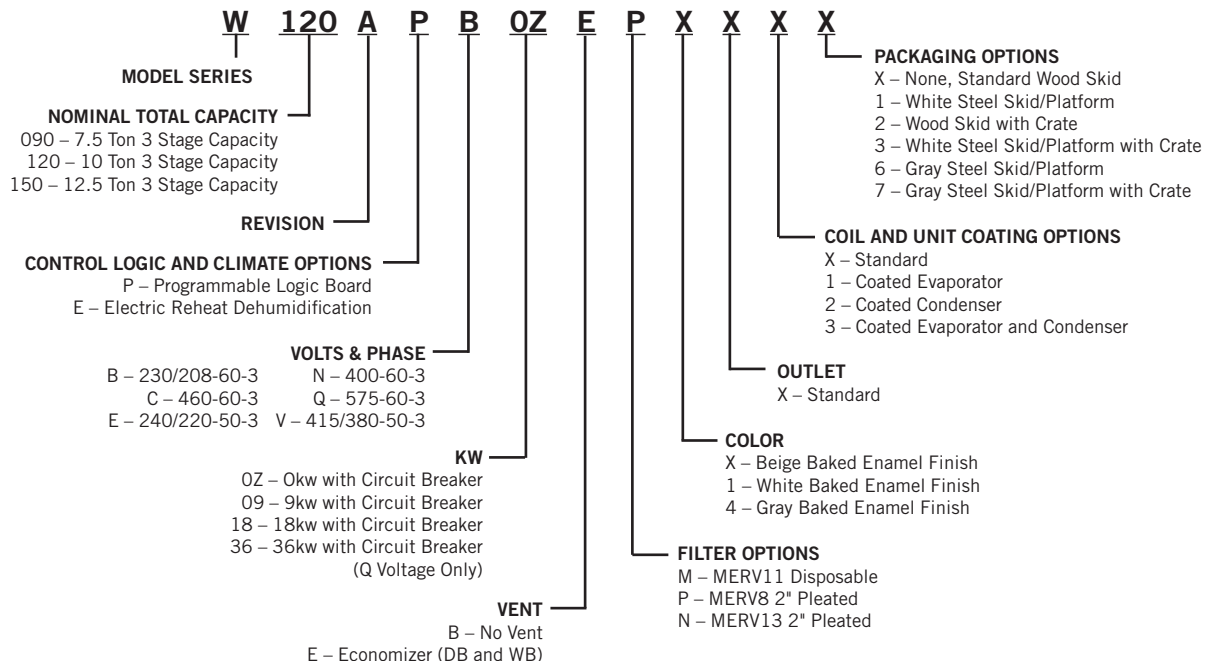 W 120 A P B 0Z E P X X X X
MODEL SERIES
NOMINAL TOTAL CAPACITY
090 – 7.5 Ton 3 Stage Capacity
120 – 10 Ton 3 Stage Capacity
150 – 12.5 Ton 3 Stage Capacity
REVISION
CONTROL LOGIC AND CLIMATE OPTIONS
P – Programmable Logic Board
E – Electric Reheat Dehumidification
VOLTS & PHASE
B – 230/208-60-3 N – 400-60-3
C – 460-60-3 Q – 575-60-3
E – 240/220-50-3 V – 415/380-50-3
KW
0Z – 0kw with Circuit Breaker
09 – 9kw with Circuit Breaker
18 – 18kw with Circuit Breaker
36 – 36kw with Circuit Breaker
(Q Voltage Only)
VENT
B – No Vent
E – Economizer (DB and WB)
PACKAGING OPTIONS
X – None, Standard Wood Skid
1 – White Steel Skid/Platform
2 – Wood Skid with Crate
3 – White Steel Skid/Platform with Crate
6 – Gray Steel Skid/Platform
7 – Gray Steel Skid/Platform with Crate
COIL AND UNIT COATING OPTIONS
X – Standard
1 – Coated Evaporator
2 – Coated Condenser
3 – Coated Evaporator and Condenser
OUTLET
X – Standard
COLOR
X – Beige Baked Enamel Finish
1 – White Baked Enamel Finish
4 – Gray Baked Enamel Finish
FILTER OPTIONS
M – MERV11 Disposable
P – MERV8 2" Pleated
N – MERV13 2" Pleated